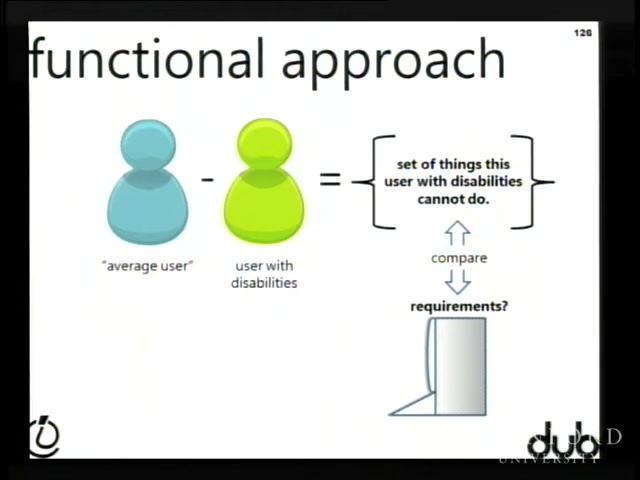 126
functional approach
set of things this
user with disabilities
cannot do.
-
=
"average user"
user with
disabilities
compare
requirements?
i
dub
UNIVERSITY